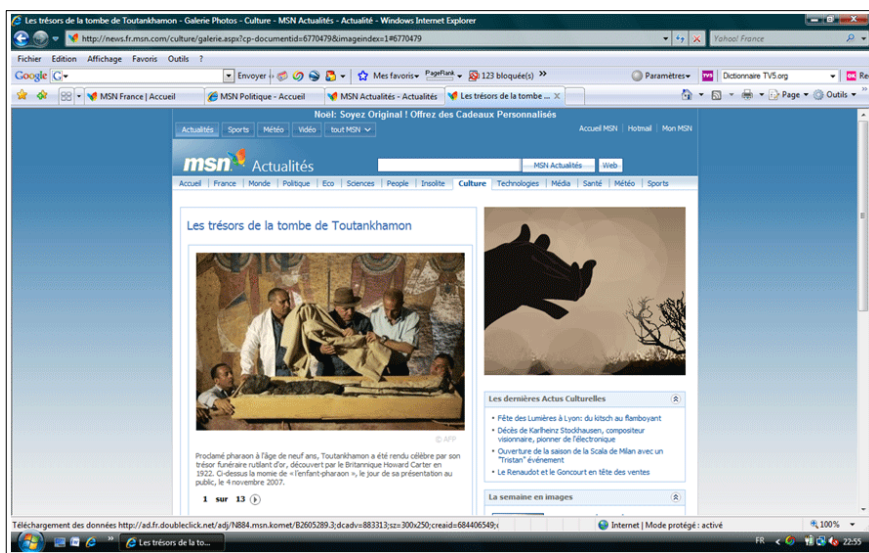 Les trésors de la tombe de Toutankhamon - Galerie Photos - Culture - MSN Actualités - Actualité - Windows Internet Explorer
http://news.fr.msn.com/culture/galerie.aspx?cp-documentid=6770479&imageindex=1#6770479
Yahoo! France
Fichier Edition Affichage Favoris Outils ?
Google G Envoyer Mes favoris PageRank 123 bloquée(s) » Paramètres TV5 Dictionnaire TV5.org Re
MSN France | Accueil MSN Politique - Accueil MSN Actualités - Actualités Les trésors de la tombe ... X Page Outils »
Noël: Soyez Original ! Offrez des Cadeaux Personnalisés
Actualités Sports Météo Vidéo tout MSN Accueil MSN Hotmail Mon MSN
msn Actualités MSN Actualités Web
Accueil France Monde Politique Eco Sciences People Insolite Culture Technologies Média Santé Météo Sports
Les trésors de la tombe de Toutankhamon
© AFP
Proclamé pharaon à l'âge de neuf ans, Toutankhamon a été rendu célèbre par son
trésor funéraire rutilant d'or, découvert par le Britannique Howard Carter en
1922. Ci-dessus la momie de « l'enfant-pharaon », le jour de sa présentation au
public, le 4 novembre 2007.
1 sur 13
Les dernières Actus Culturelles
• Fête des Lumières à Lyon: du kitsch au flamboyant
• Décès de Karlheinz Stockhausen, compositeur
visionnaire, pionner de l'électronique
• Ouverture de la saison de la Scala de Milan avec un
"Tristan" événement
• Le Renaudot et le Goncourt en tête des ventes
La semaine en images
Téléchargement des données http://ad.fr.doubleclick.net/adj/N884.msn.komet/B2605289.3;dcadv=883313;sz=300x250;creaid=684406549;c Internet | Mode protégé : activé 100%
Les trésors de la to... FR 22:55